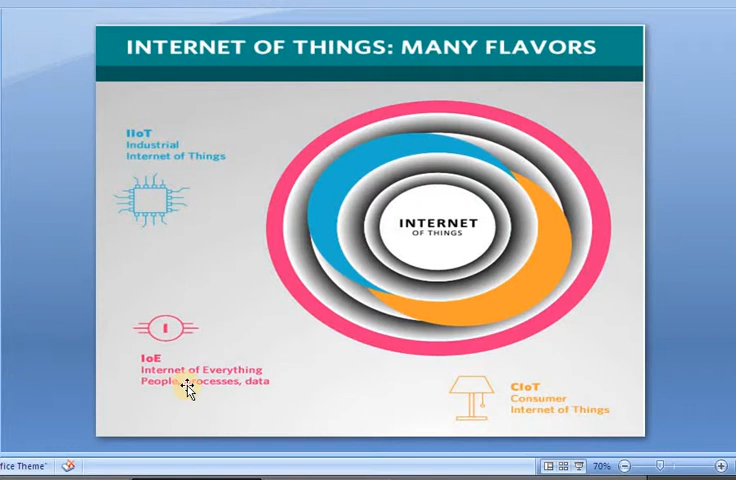 INTERNET OF THINGS: MANY FLAVORS
IIoT
Industrial
Internet of Things
INTERNET
OF THINGS
I
IoE
Internet of Everything
People, processes, data
CIoT
Consumer
Internet of Things
fice Theme"
70%